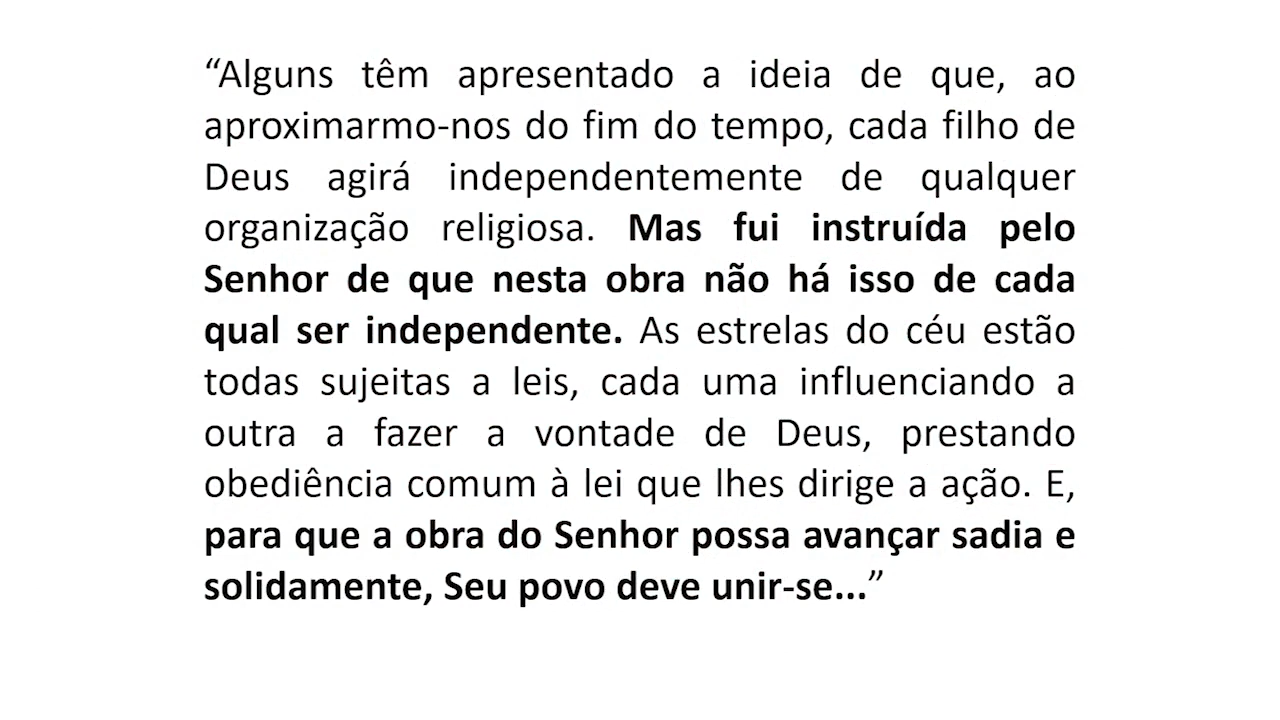 “Alguns têm apresentado a ideia de que, ao
aproximarmo-nos do fim do tempo, cada filho de
Deus agirá independentemente de qualquer
organização religiosa. Mas fui instruída pelo
Senhor de que nesta obra não há isso de cada
qual ser independente. As estrelas do céu estão
todas sujeitas a leis, cada uma influenciando a
outra a fazer a vontade de Deus, prestando
obediência comum à lei que lhes dirige a ação. E,
para que a obra do Senhor possa avançar sadia e
solidamente, Seu povo deve unir-se...”